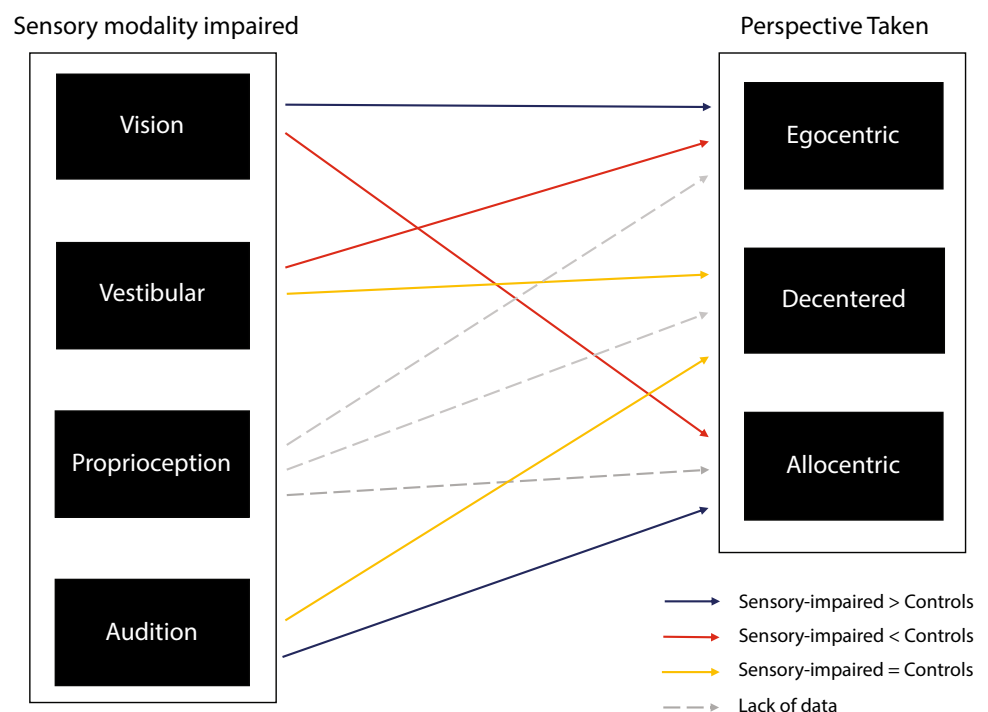 Sensory modality impaired
Perspective Taken
Vision
Vestibular
Proprioception
Audition
Egocentric
Decentered
Allocentric
Sensory-impaired > Controls
Sensory-impaired < Controls
Sensory-impaired = Controls
Lack of data